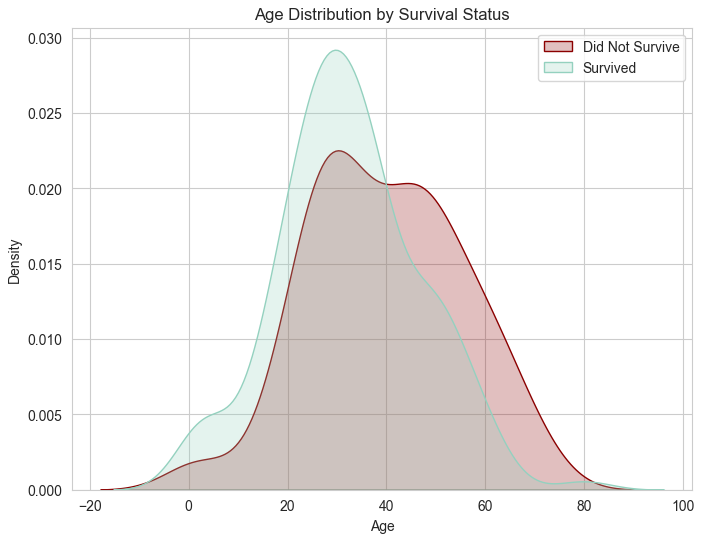 Age Distribution by Survival Status
Did Not Survive
Survived
0.030
0.025
0.020
0.015
0.010
0.005
0.000
Density
−20 0 20 40 60 80 100
Age